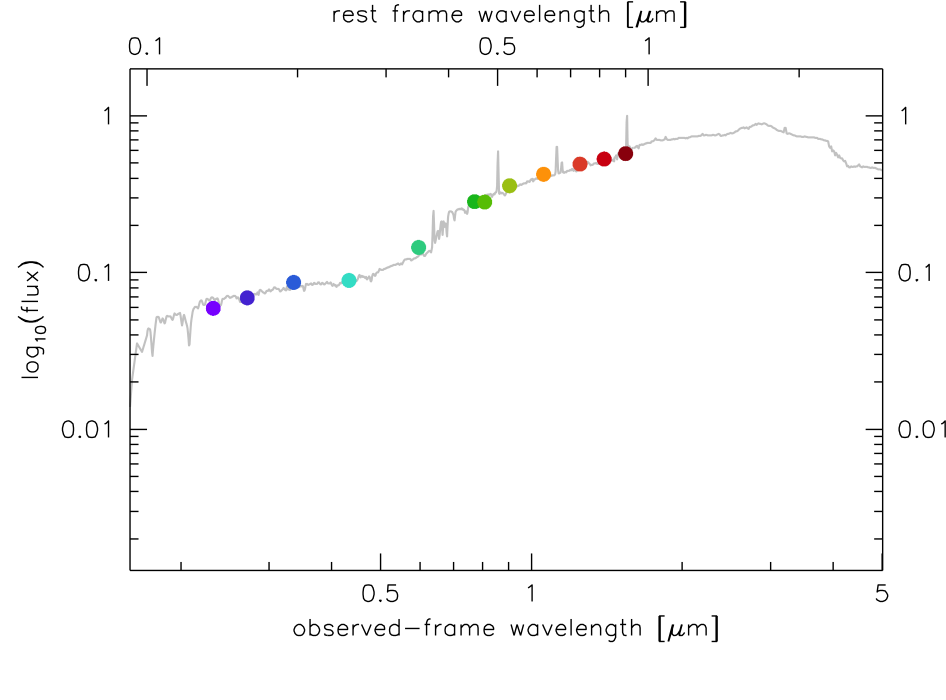 rest frame wavelength [μm]
0.1 0.5 1
1 1
0.1 0.1
0.01 0.01
log10(flux)
0.5 1 5
observed-frame wavelength [μm]